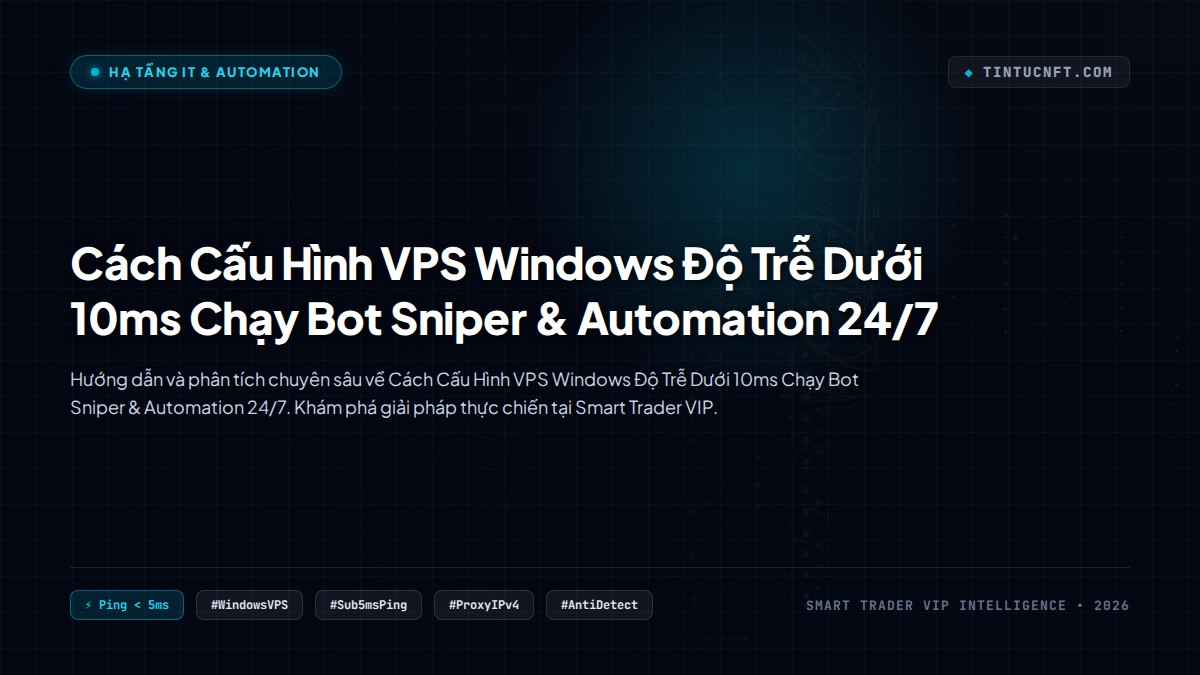 HẠ TẦNG IT & AUTOMATION
◆ TINTUCNFT.COM
Cách Cấu Hình VPS Windows Độ Trễ Dưới
10ms Chạy Bot Sniper & Automation 24/7
Hướng dẫn và phân tích chuyên sâu về Cách Cấu Hình VPS Windows Độ Trễ Dưới 10ms Chạy Bot
Sniper & Automation 24/7. Khám phá giải pháp thực chiến tại Smart Trader VIP.
⚡ Ping < 5ms
#WindowsVPS
#Sub5msPing
#ProxyIPv4
#AntiDetect
SMART TRADER VIP INTELLIGENCE • 2026